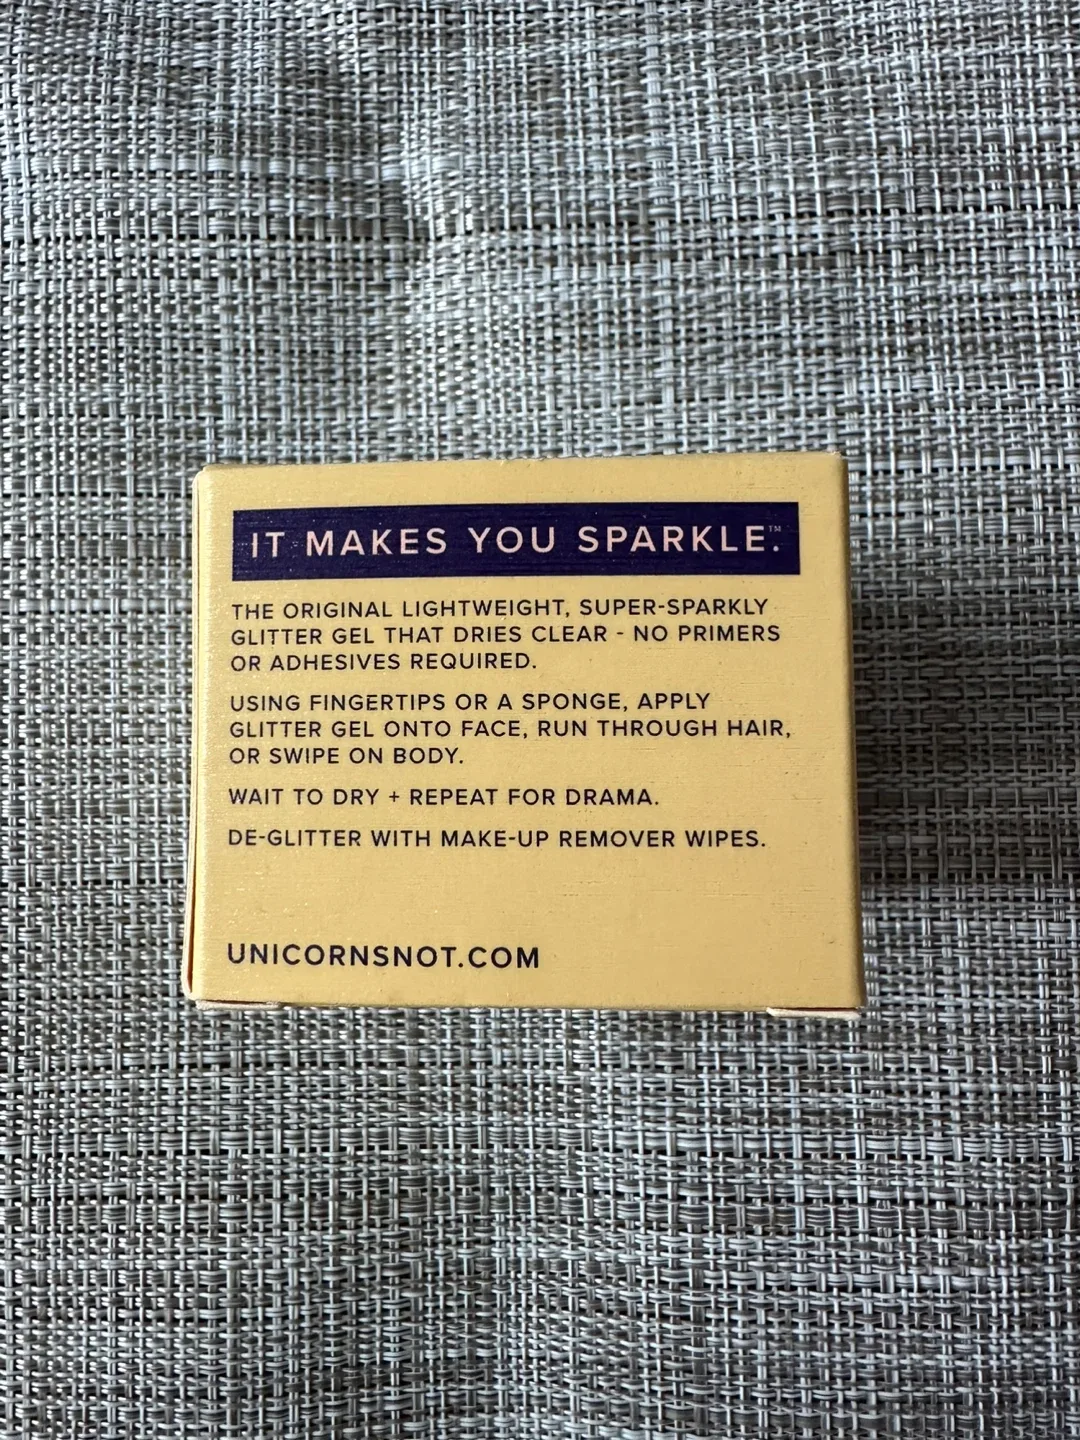 IT MAKES YOU SPARKLE.™
THE ORIGINAL LIGHTWEIGHT, SUPER-SPARKLY
GLITTER GEL THAT DRIES CLEAR - NO PRIMERS
OR ADHESIVES REQUIRED.
USING FINGERTIPS OR A SPONGE, APPLY
GLITTER GEL ONTO FACE, RUN THROUGH HAIR,
OR SWIPE ON BODY.
WAIT TO DRY + REPEAT FOR DRAMA.
DE-GLITTER WITH MAKE-UP REMOVER WIPES.
UNICORNSNOT.COM